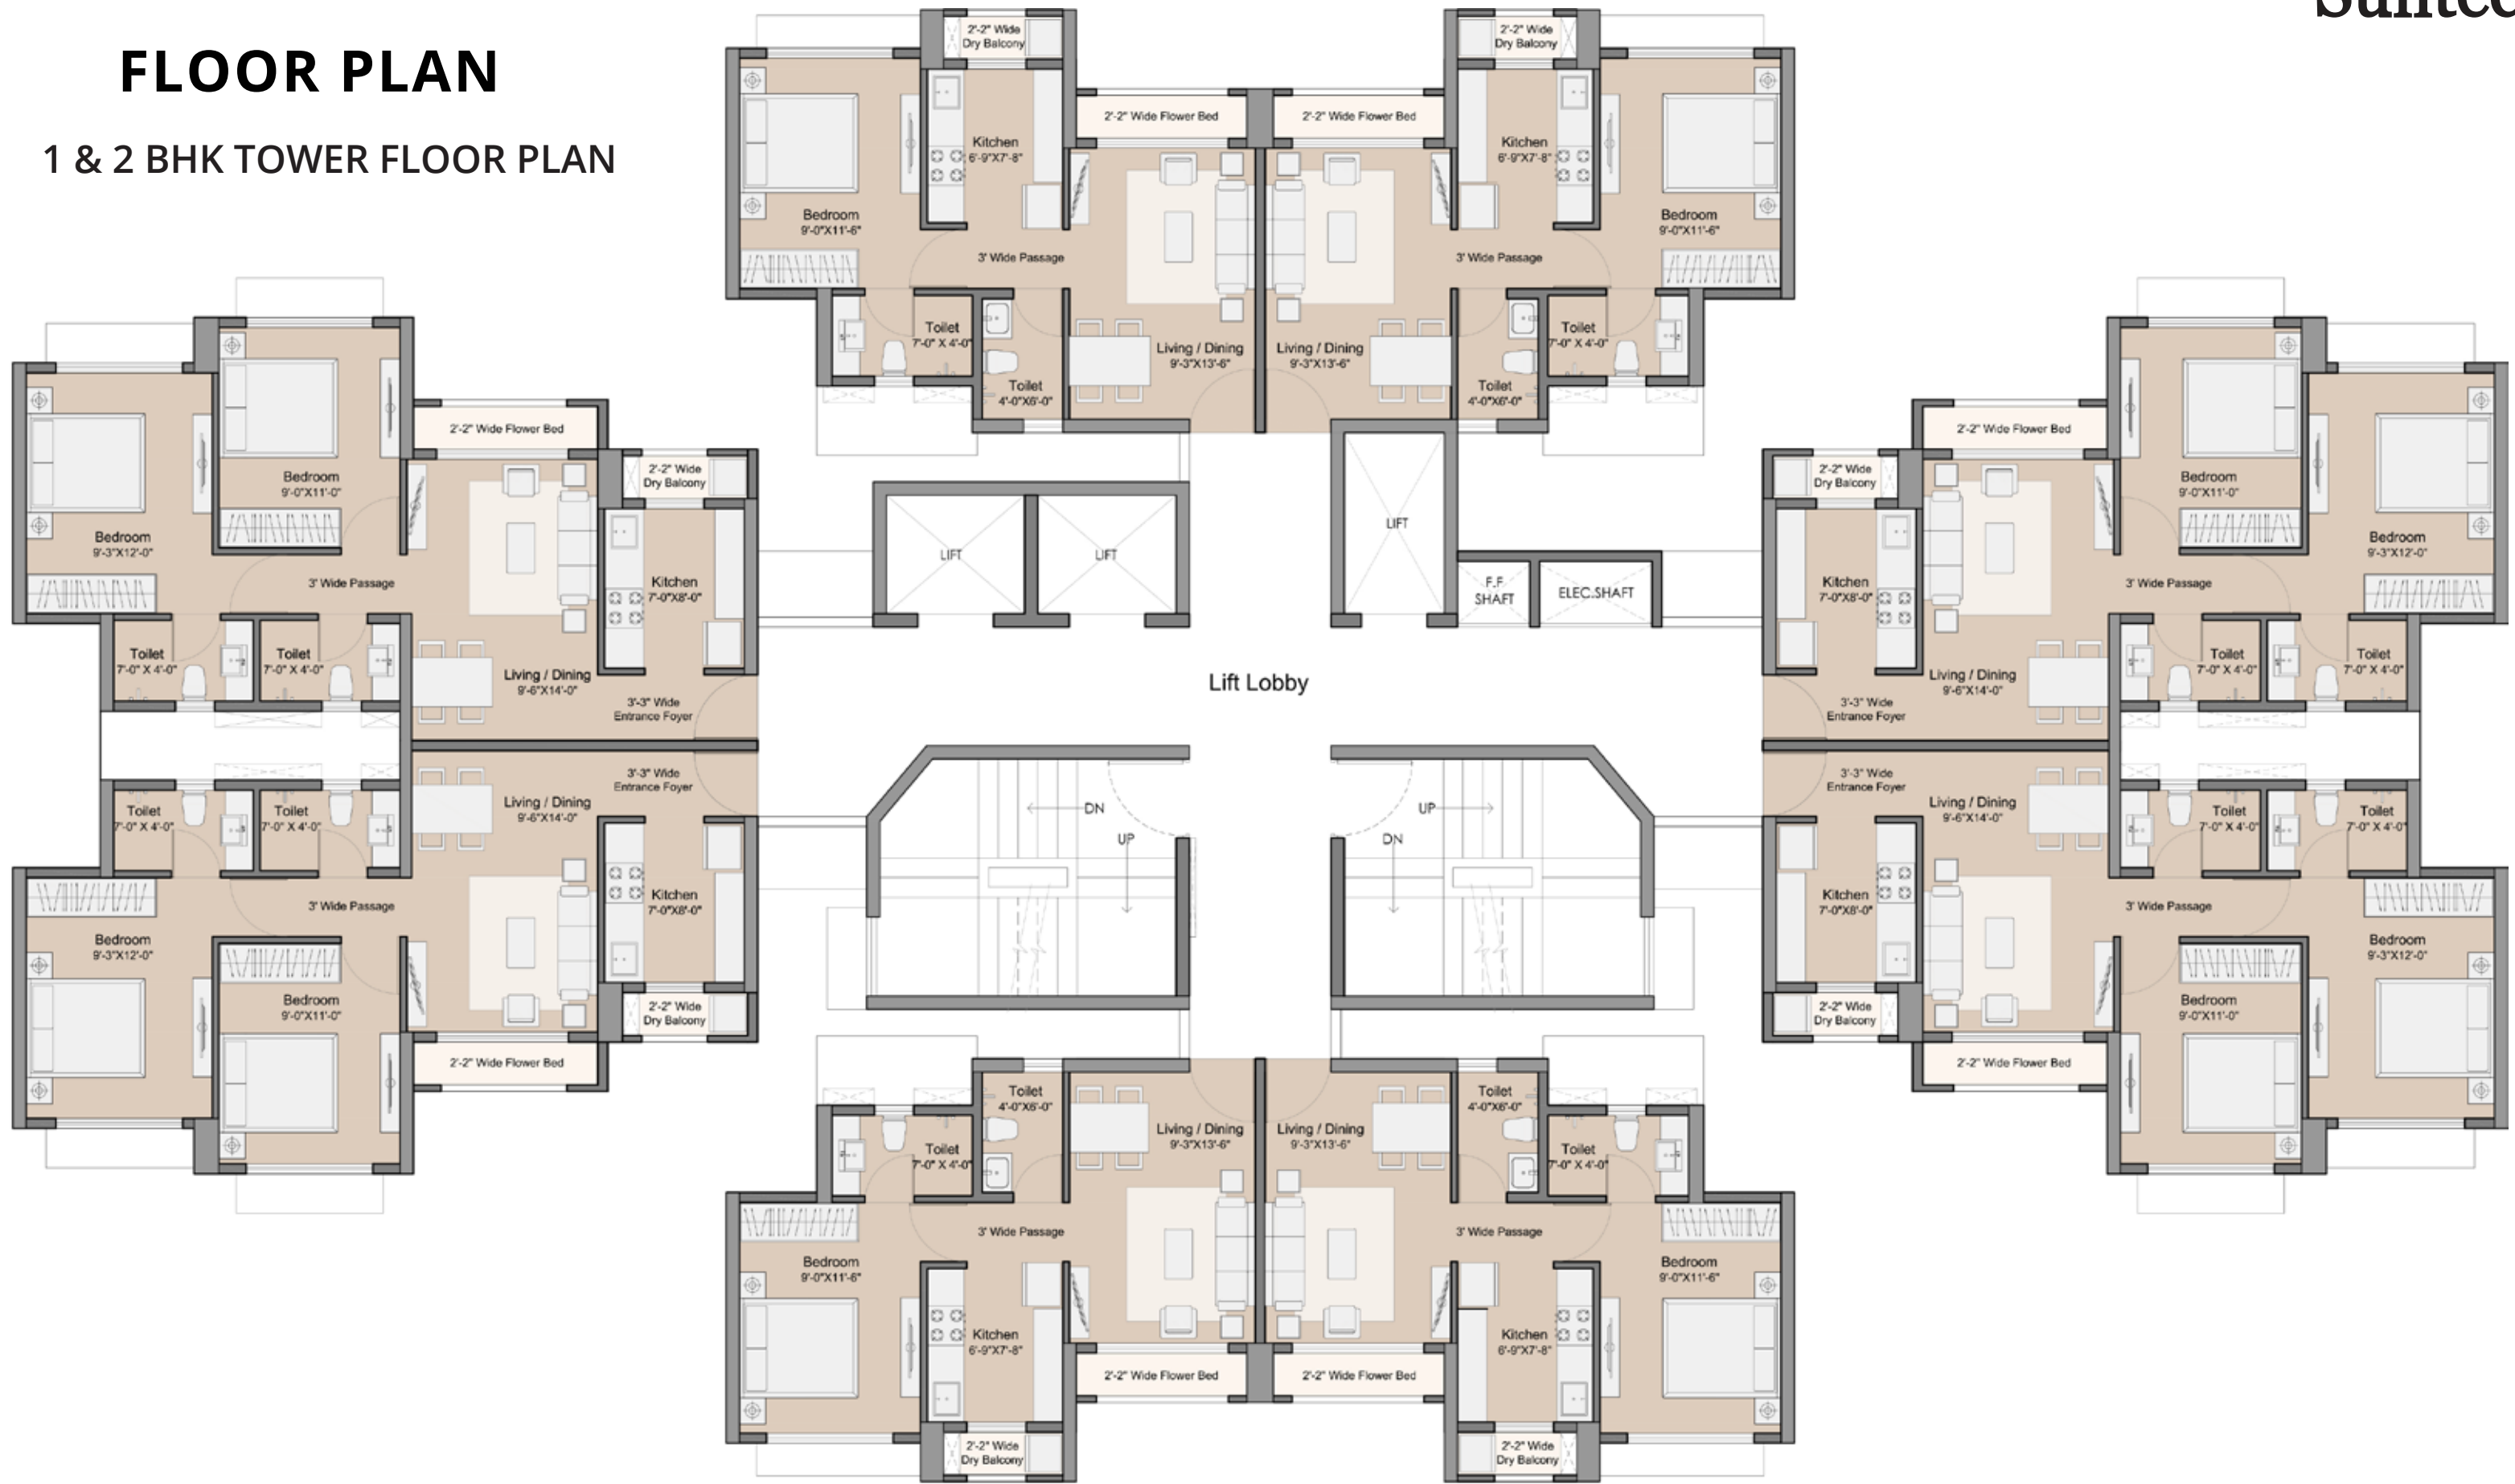 FLOOR PLAN
1 & 2 BHK TOWER FLOOR PLAN
2'-2" Wide
Dry Balcony
Kitchen
6'-9"X7'-8"
2'-2" Wide Flower Bed
Bedroom
9'-0"X11'-6"
3' Wide Passage
Toilet
7'-0" X 4'-0"
Toilet
4'-0"X6'-0"
Living / Dining
9'-3"X13'-6"
2'-2" Wide
Dry Balcony
Kitchen
6'-9"X7'-8"
2'-2" Wide Flower Bed
Bedroom
9'-0"X11'-6"
3' Wide Passage
Toilet
7'-0" X 4'-0"
Toilet
4'-0"X6'-0"
Living / Dining
9'-3"X13'-6"
Bedroom
9'-3"X12'-0"
Bedroom
9'-0"X11'-0"
2'-2" Wide Flower Bed
2'-2" Wide
Dry Balcony
Kitchen
7'-0"X8'-0"
3' Wide Passage
Toilet
7'-0" X 4'-0"
Toilet
7'-0" X 4'-0"
Living / Dining
9'-6"X14'-0"
3'-3" Wide
Entrance Foyer
LIFT
LIFT
LIFT
F.F
SHAFT
ELEC.SHAFT
Lift Lobby
2'-2" Wide Flower Bed
2'-2" Wide
Dry Balcony
Kitchen
7'-0"X8'-0"
Bedroom
9'-0"X11'-0"
Bedroom
9'-3"X12'-0"
3' Wide Passage
Living / Dining
9'-6"X14'-0"
3'-3" Wide
Entrance Foyer
Toilet
7'-0" X 4'-0"
Toilet
7'-0" X 4'-0"
3'-3" Wide
Entrance Foyer
Living / Dining
9'-6"X14'-0"
Toilet
7'-0" X 4'-0"
Toilet
7'-0" X 4'-0"
Kitchen
7'-0"X8'-0"
3' Wide Passage
Bedroom
9'-3"X12'-0"
Bedroom
9'-0"X11'-0"
2'-2" Wide
Dry Balcony
2'-2" Wide Flower Bed
DN
UP
UP
DN
3'-3" Wide
Entrance Foyer
Living / Dining
9'-6"X14'-0"
Toilet
7'-0" X 4'-0"
Toilet
7'-0" X 4'-0"
Kitchen
7'-0"X8'-0"
3' Wide Passage
Bedroom
9'-3"X12'-0"
Bedroom
9'-0"X11'-0"
2'-2" Wide
Dry Balcony
2'-2" Wide Flower Bed
Toilet
4'-0"X6'-0"
Toilet
7'-0" X 4'-0"
Living / Dining
9'-3"X13'-6"
3' Wide Passage
Bedroom
9'-0"X11'-6"
Kitchen
6'-9"X7'-8"
2'-2" Wide Flower Bed
2'-2" Wide
Dry Balcony
Living / Dining
9'-3"X13'-6"
Toilet
4'-0"X6'-0"
Toilet
7'-0" X 4'-0"
3' Wide Passage
Bedroom
9'-0"X11'-6"
Kitchen
6'-9"X7'-8"
2'-2" Wide Flower Bed
2'-2" Wide
Dry Balcony